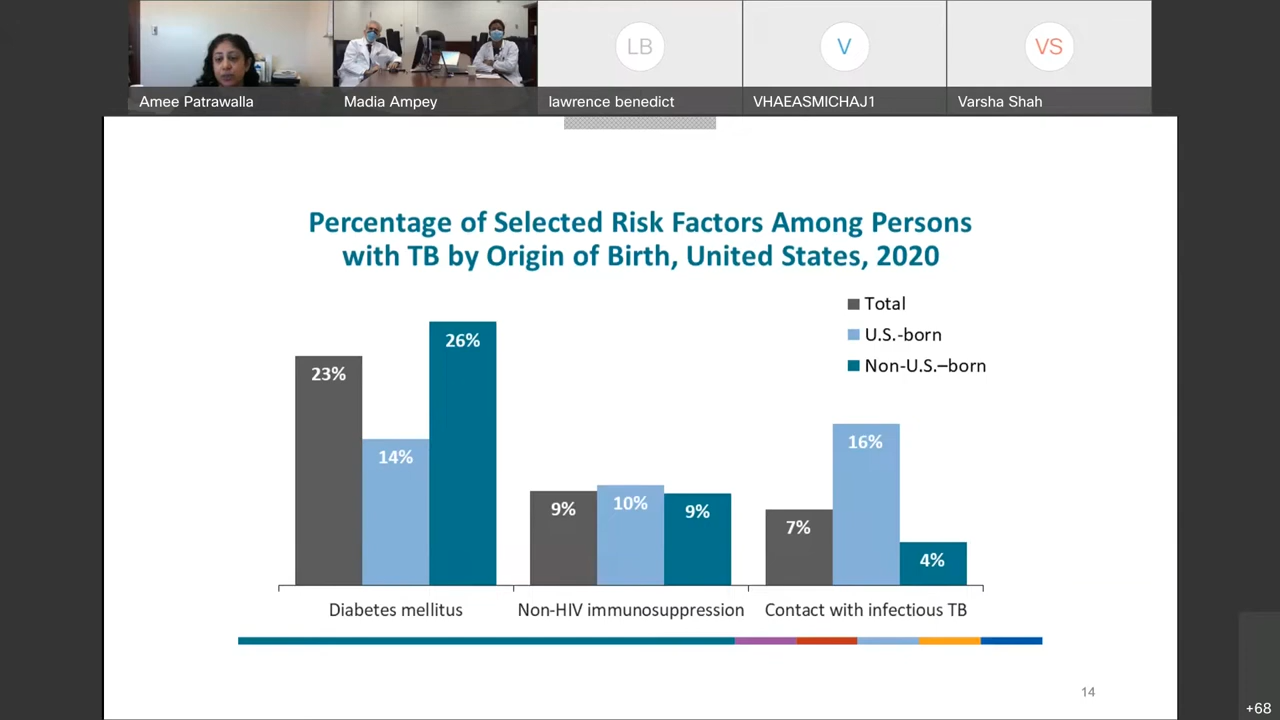 LB
V
VS
Amee Patrawalla
Madia Ampey
lawrence benedict
VHAEASMICHAJ1
Varsha Shah
Percentage of Selected Risk Factors Among Persons
with TB by Origin of Birth, United States, 2020
Total
U.S.-born
Non-U.S.–born
23%
14%
26%
9%
10%
9%
7%
16%
4%
Diabetes mellitus
Non-HIV immunosuppression
Contact with infectious TB
14
+68